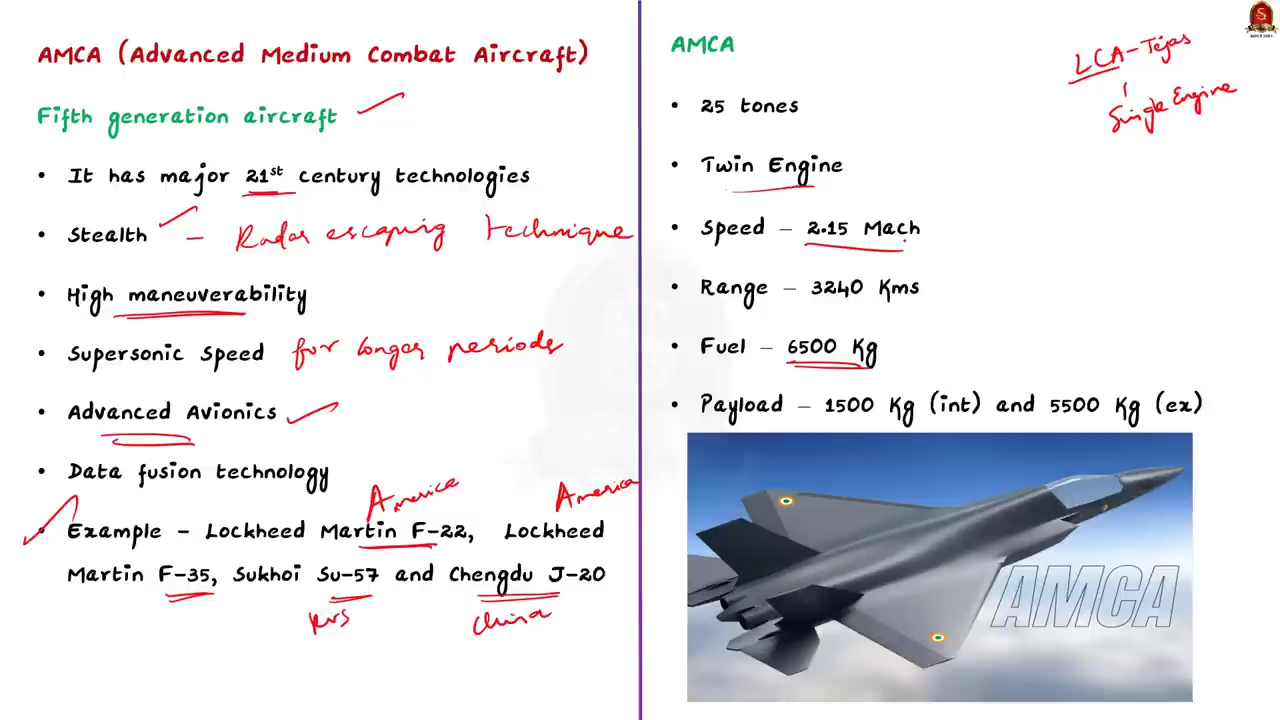 AMCA (Advanced Medium Combat Aircraft)
Fifth generation aircraft
• It has major 21st century technologies
• Stealth – Radar escaping technique
• High maneuverability
• Supersonic Speed for longer periods
• Advanced Avionics
• Data fusion technology
America America
• Example – Lockheed Martin F-22, Lockheed
Martin F-35, Sukhoi Su-57 and Chengdu J-20
China
AMCA
LCA-Tejas
Single Engine
• 25 tones
• Twin Engine
• Speed – 2.15 Mach
• Range – 3240 Kms
• Fuel – 6500 Kg
• Payload – 1500 Kg (int) and 5500 Kg (ex)
AMCA